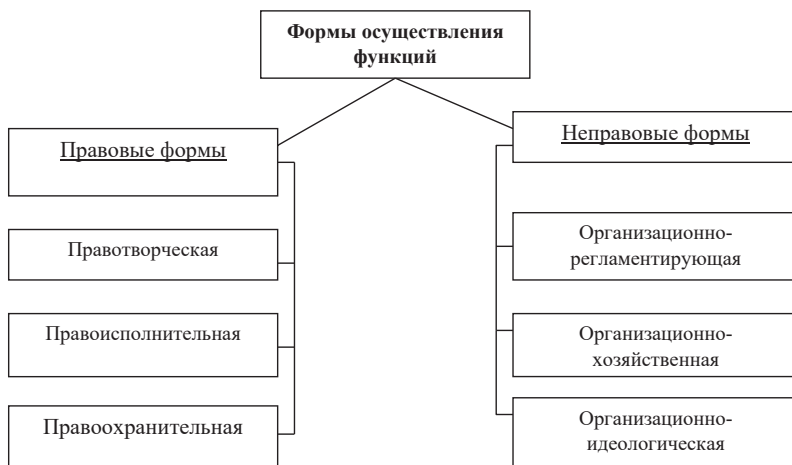 Формы осуществления
функций
Правовые формы
Правотворческая
Правоисполнительная
Правоохранительная
Неправовые формы
Организационно-
регламентирующая
Организационно-
хозяйственная
Организационно-
идеологическая